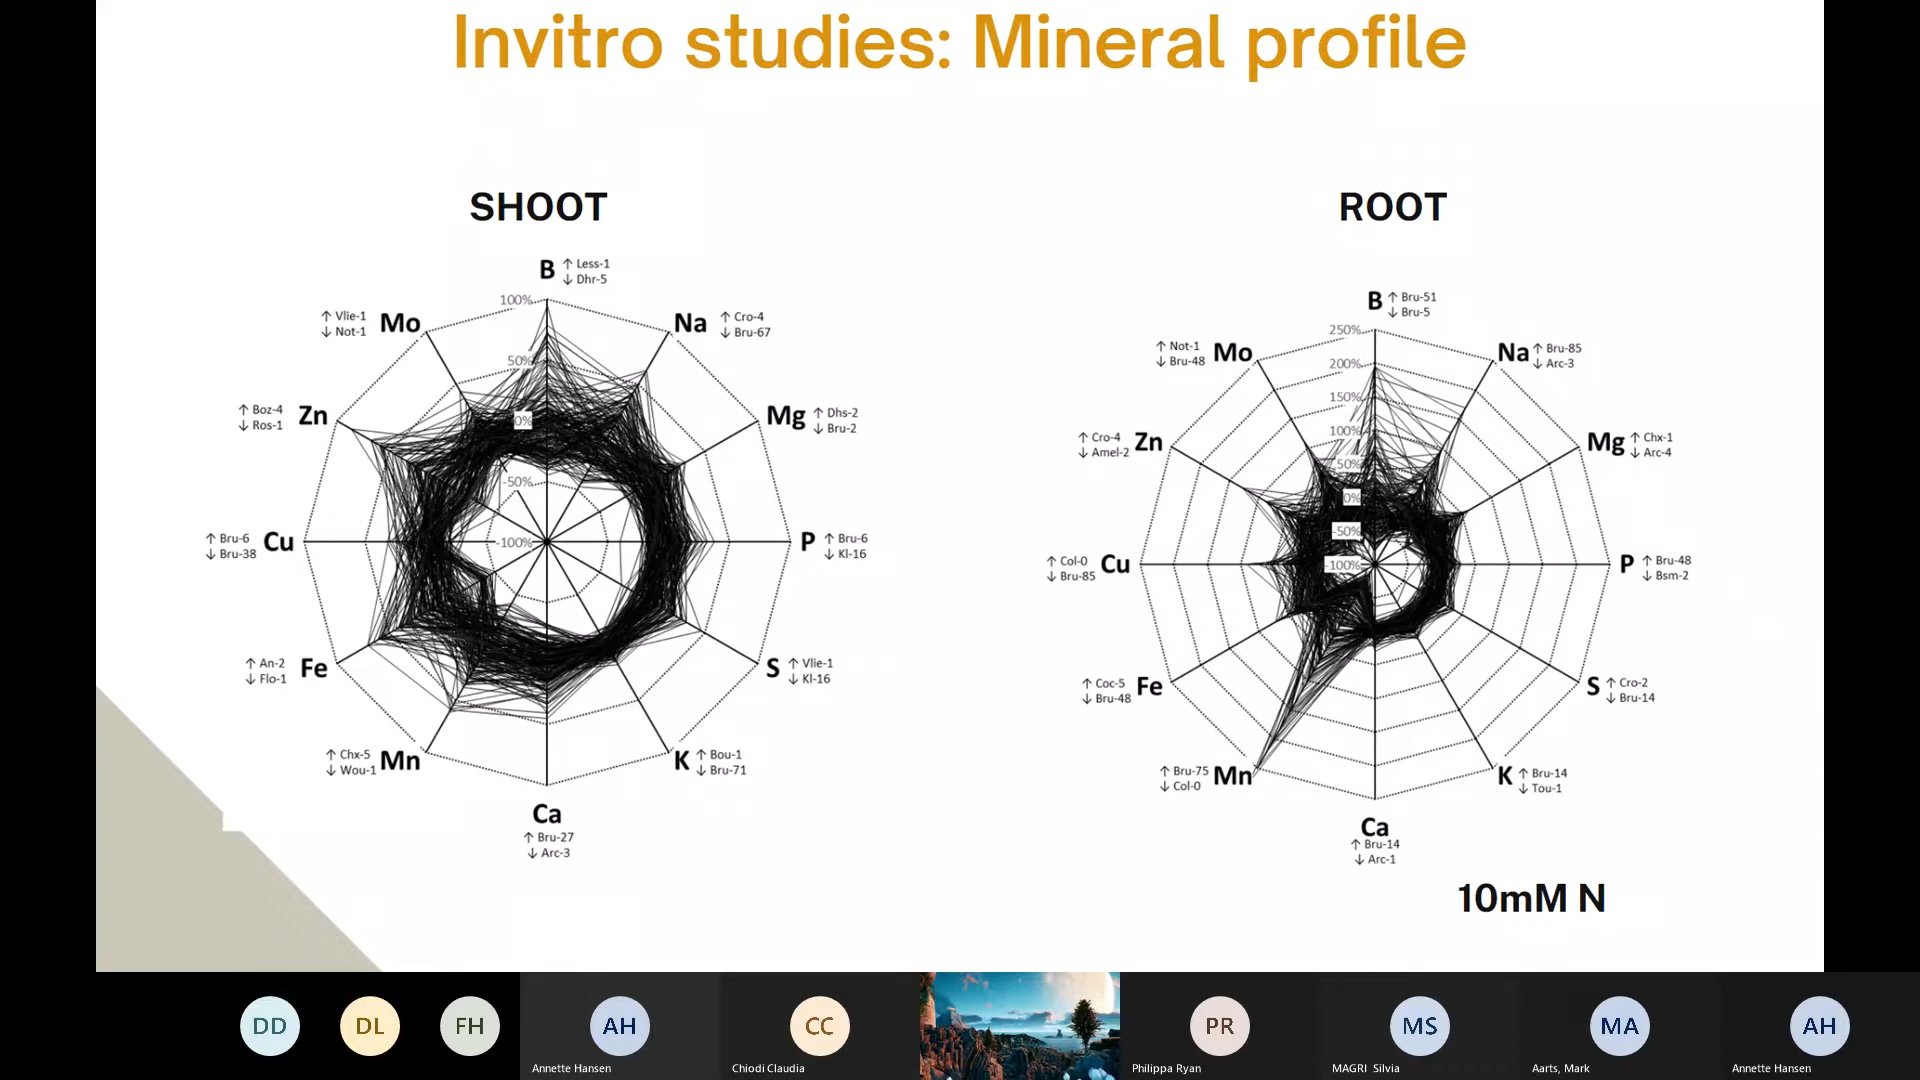 Invitro studies: Mineral profile
SHOOT
B ↑ Less-1
↓ Dhr-5
100%
50%
0%
-50%
-100%
Na ↑ Cro-4
↓ Bru-67
Mg ↑ Dhs-2
↓ Bru-2
P ↑ Bru-6
↓ Kl-16
S ↑ Vlie-1
↓ Kl-16
K ↑ Bou-1
↓ Bru-71
Ca
↑ Bru-27
↓ Arc-3
↑ Chx-5 Mn
↓ Wou-1
↑ An-2 Fe
↓ Flo-1
↑ Bru-6 Cu
↓ Bru-38
↑ Boz-4 Zn
↓ Ros-1
↑ Vlie-1 Mo
↓ Not-1
ROOT
B ↑ Bru-51
↓ Bru-5
250%
200%
150%
100%
50%
0%
-50%
-100%
Na ↑ Bru-85
↓ Arc-3
Mg ↑ Chx-1
↓ Arc-4
P ↑ Bru-48
↓ Bsm-2
S ↑ Cro-2
↓ Bru-14
K ↑ Bru-14
↓ Tou-1
Ca
↑ Bru-14
↓ Arc-1
↑ Bru-75 Mn
↓ Col-0
↑ Coc-5 Fe
↓ Bru-48
↑ Col-0 Cu
↓ Bru-85
↑ Cro-4 Zn
↓ Amel-2
↑ Not-1 Mo
↓ Bru-48
10mM N
DD DL FH AH CC PR MS MA AH
Annette Hansen Chiodi Claudia Philippa Ryan MAGRI Silvia Aarts, Mark Annette Hansen